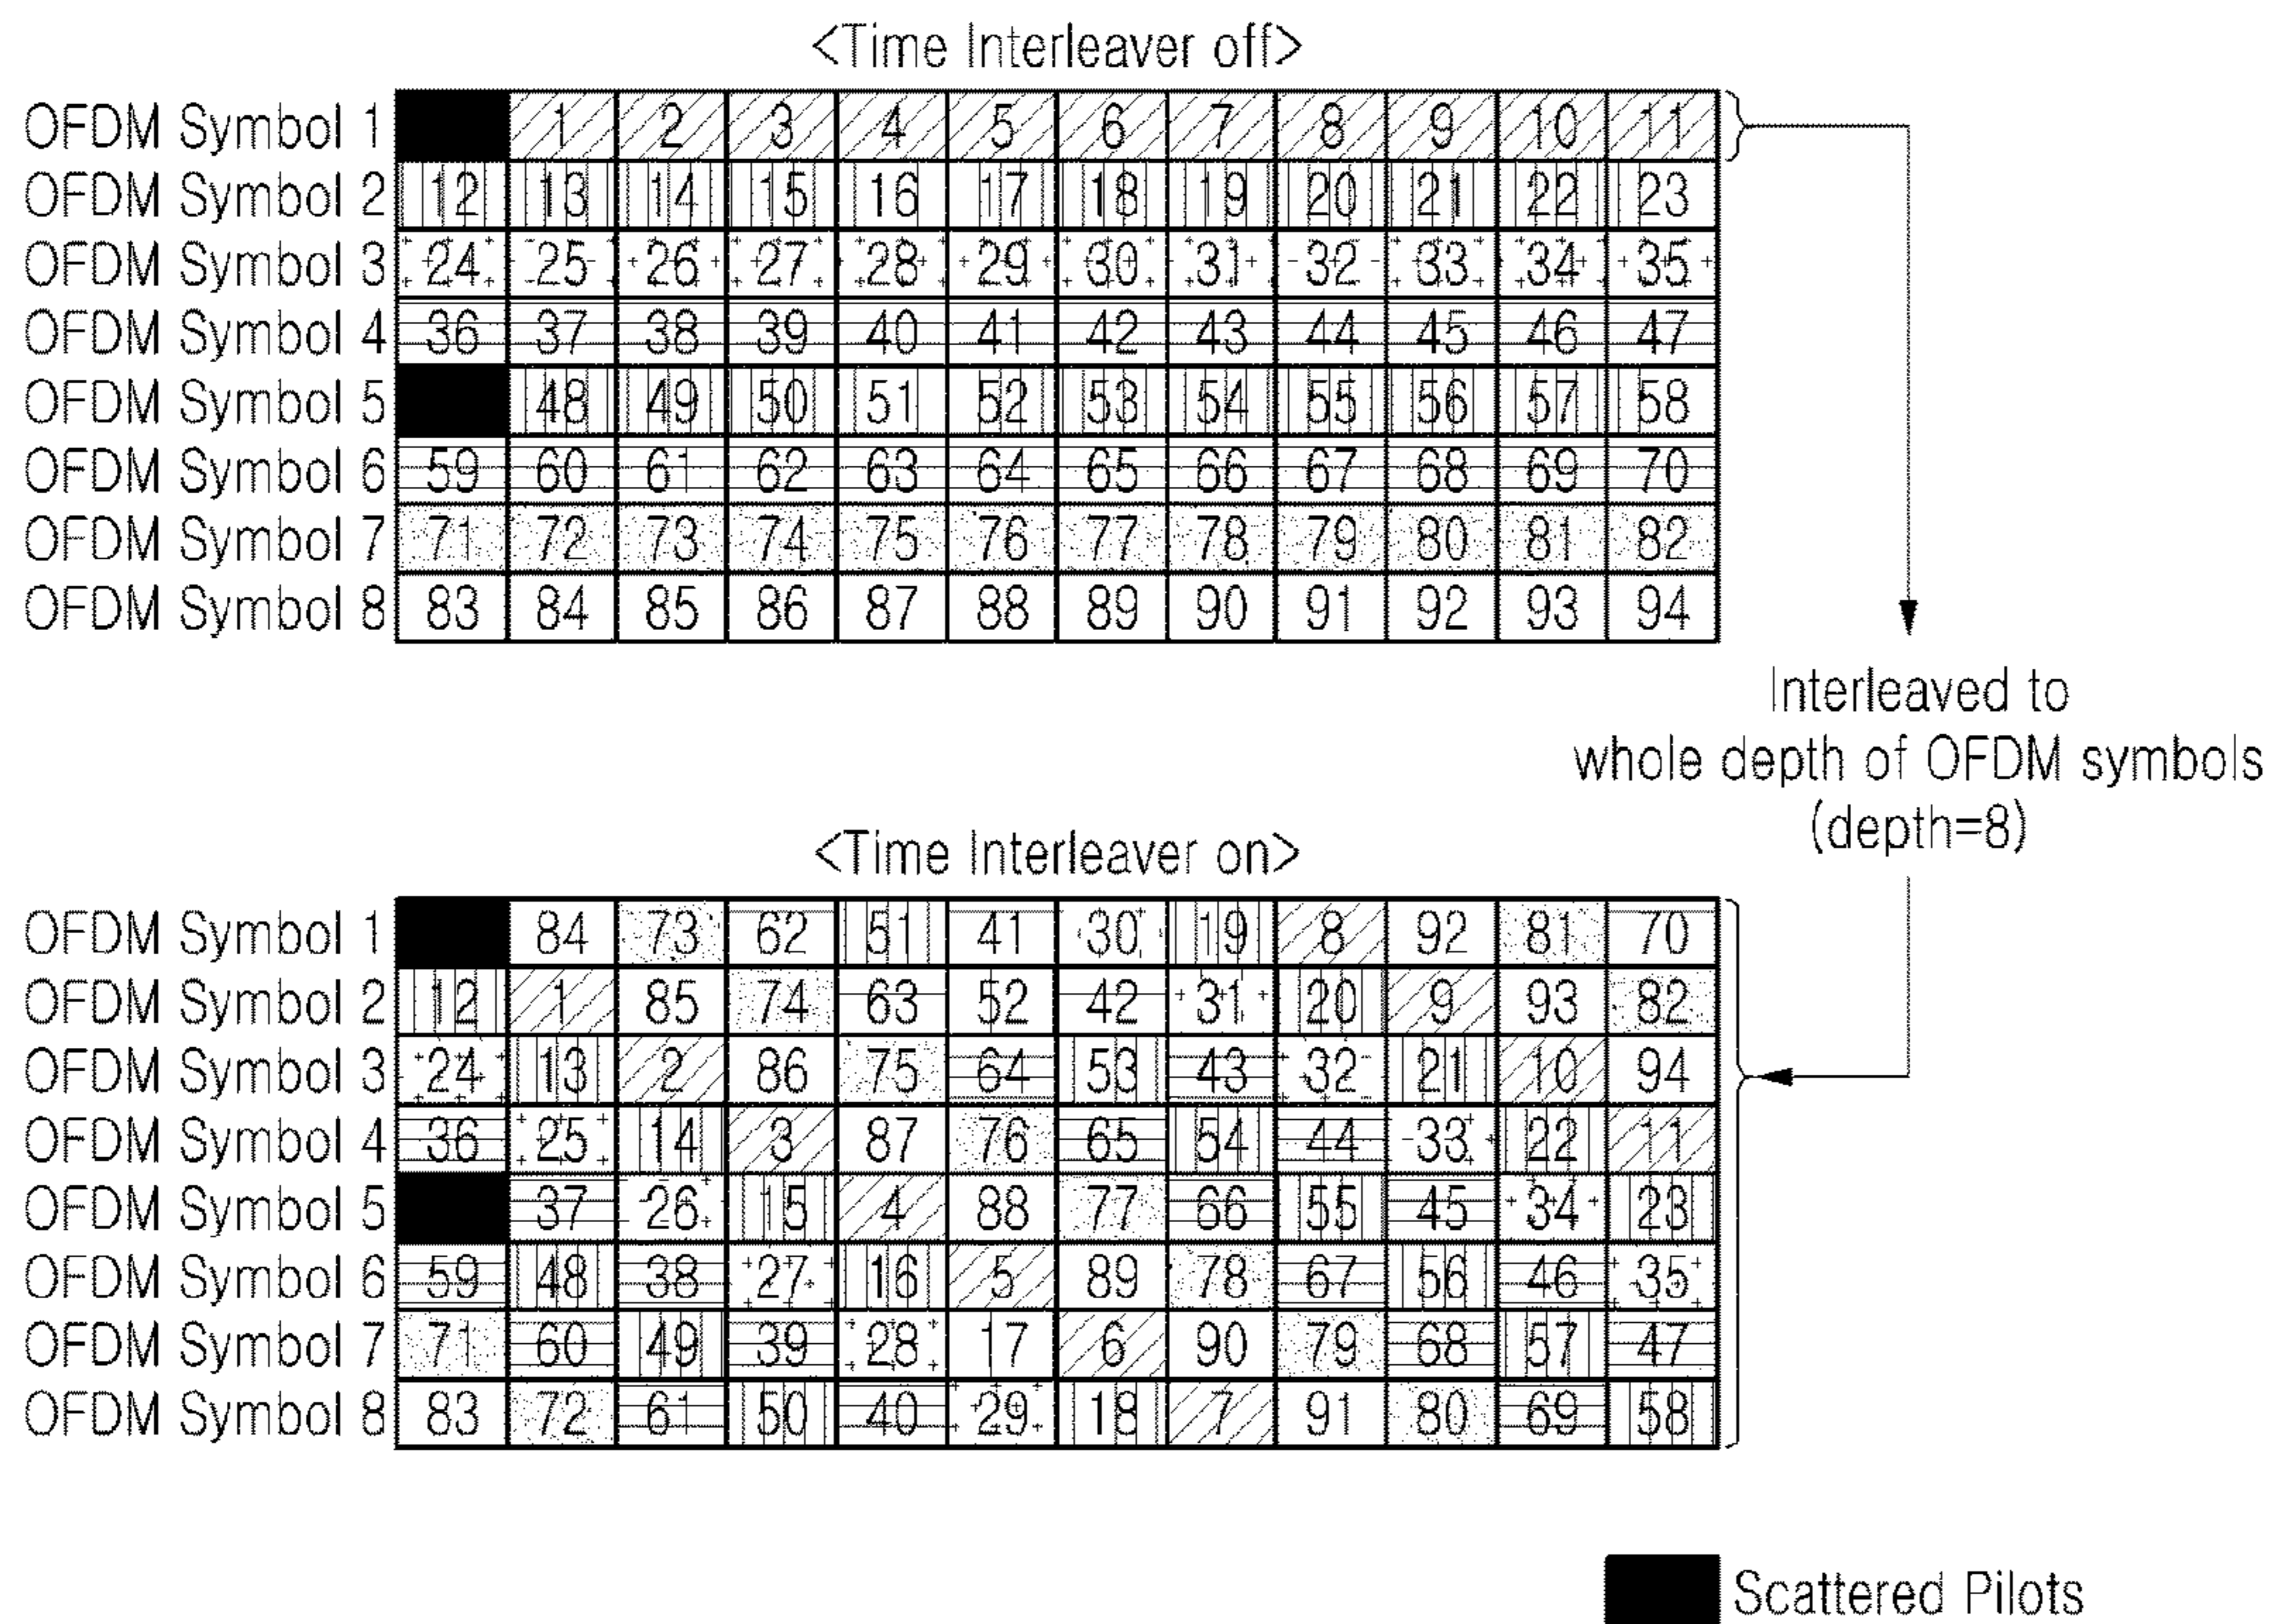 <Time Interleaver off>
OFDM Symbol 1 1 2 3 4 5 6 7 8 9 10 11
OFDM Symbol 2 12 13 14 15 16 17 18 19 20 21 22 23
OFDM Symbol 3 24 25 26 27 28 29 30 31 32 33 34 35
OFDM Symbol 4 36 37 38 39 40 41 42 43 44 45 46 47
OFDM Symbol 5 48 49 50 51 52 53 54 55 56 57 58
OFDM Symbol 6 59 60 61 62 63 64 65 66 67 68 69 70
OFDM Symbol 7 71 72 73 74 75 76 77 78 79 80 81 82
OFDM Symbol 8 83 84 85 86 87 88 89 90 91 92 93 94
Interleaved to
whole depth of OFDM symbols
(depth=8)
<Time Interleaver on>
OFDM Symbol 1 84 73 62 51 41 30 19 8 92 81 70
OFDM Symbol 2 12 1 85 74 63 52 42 31 20 9 93 82
OFDM Symbol 3 24 13 2 86 75 64 53 43 32 21 10 94
OFDM Symbol 4 36 25 14 3 87 76 65 54 44 33 22 11
OFDM Symbol 5 37 26 15 4 88 77 66 55 45 34 23
OFDM Symbol 6 59 48 38 27 16 5 89 78 67 56 46 35
OFDM Symbol 7 71 60 49 39 28 17 6 90 79 68 57 47
OFDM Symbol 8 83 72 61 50 40 29 18 7 91 80 69 58
Scattered Pilots